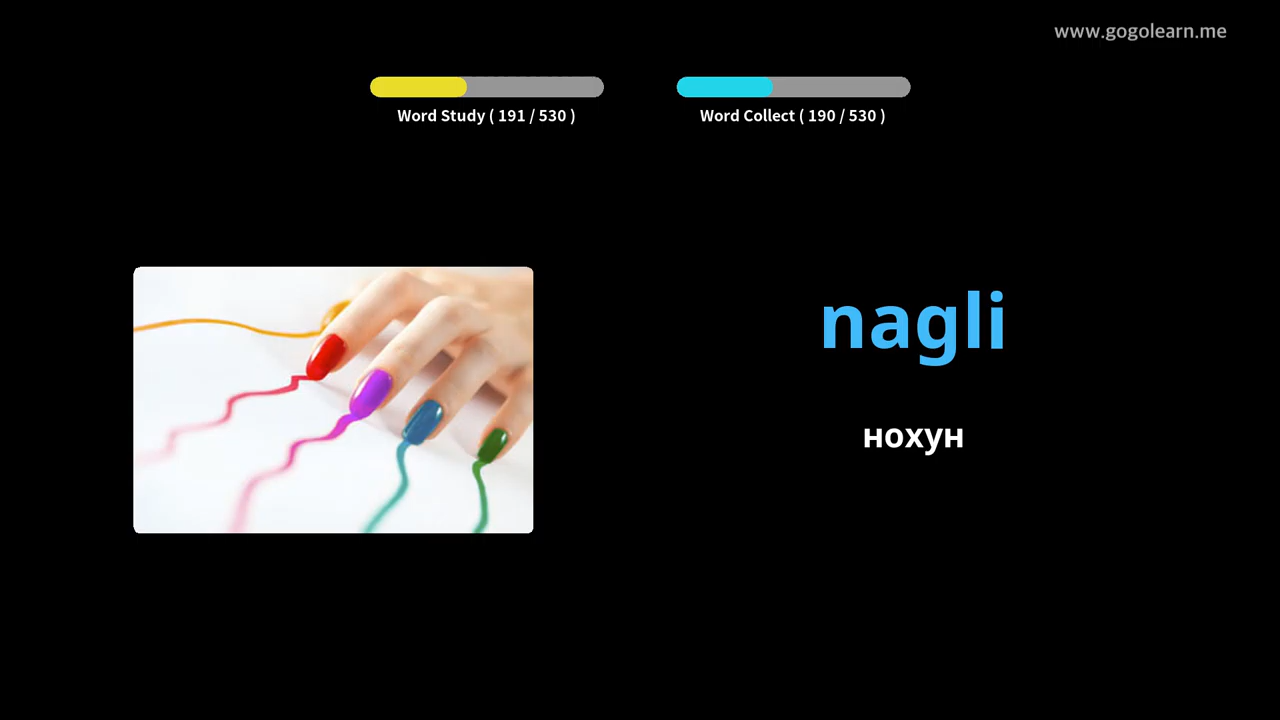 www.gogolearn.me
Word Study ( 191 / 530 )
Word Collect ( 190 / 530 )
nagli
нохун